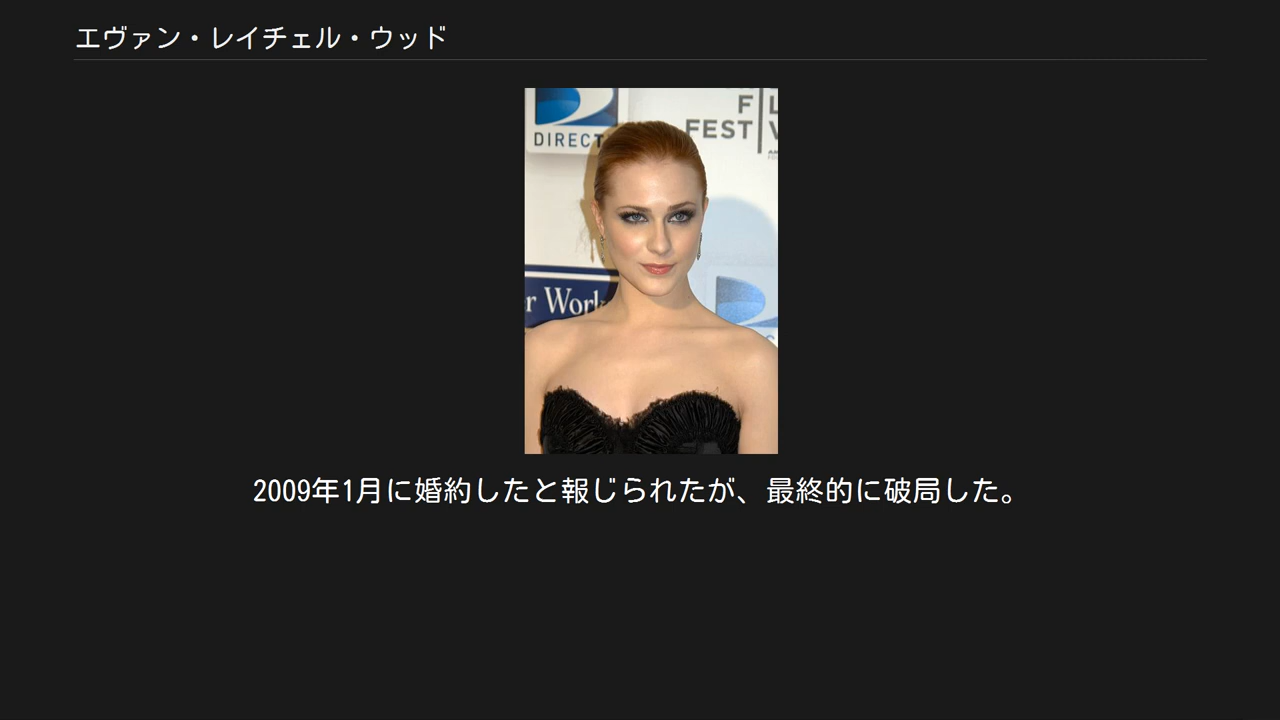 エヴァン・レイチェル・ウッド
DIRECT
F L
FEST V
r Work
2009年1月に婚約したと報じられたが、最終的に破局した。